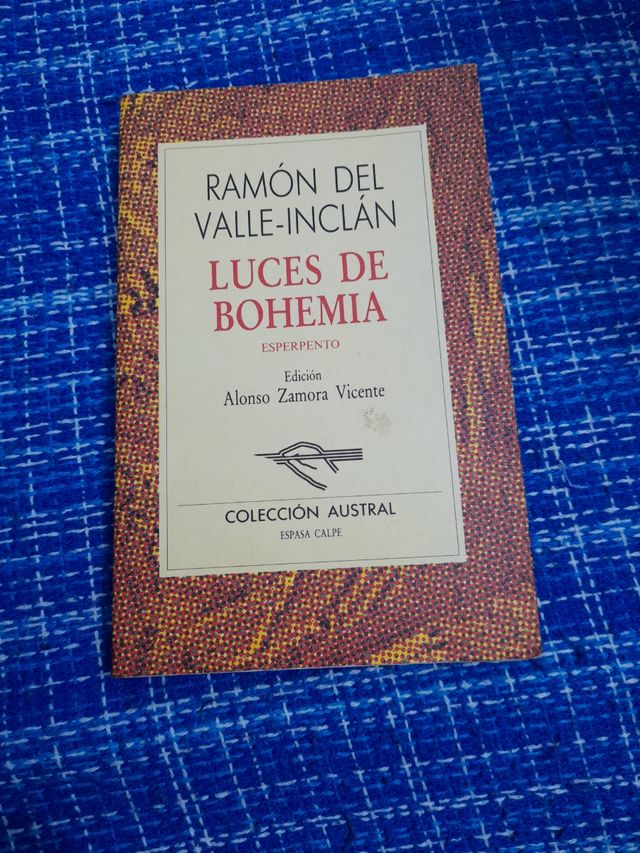 RAMÓN DEL
VALLE-INCLÁN
LUCES DE
BOHEMIA
ESPERPENTO
Edición
Alonso Zamora Vicente
COLECCIÓN AUSTRAL
ESPASA CALPE